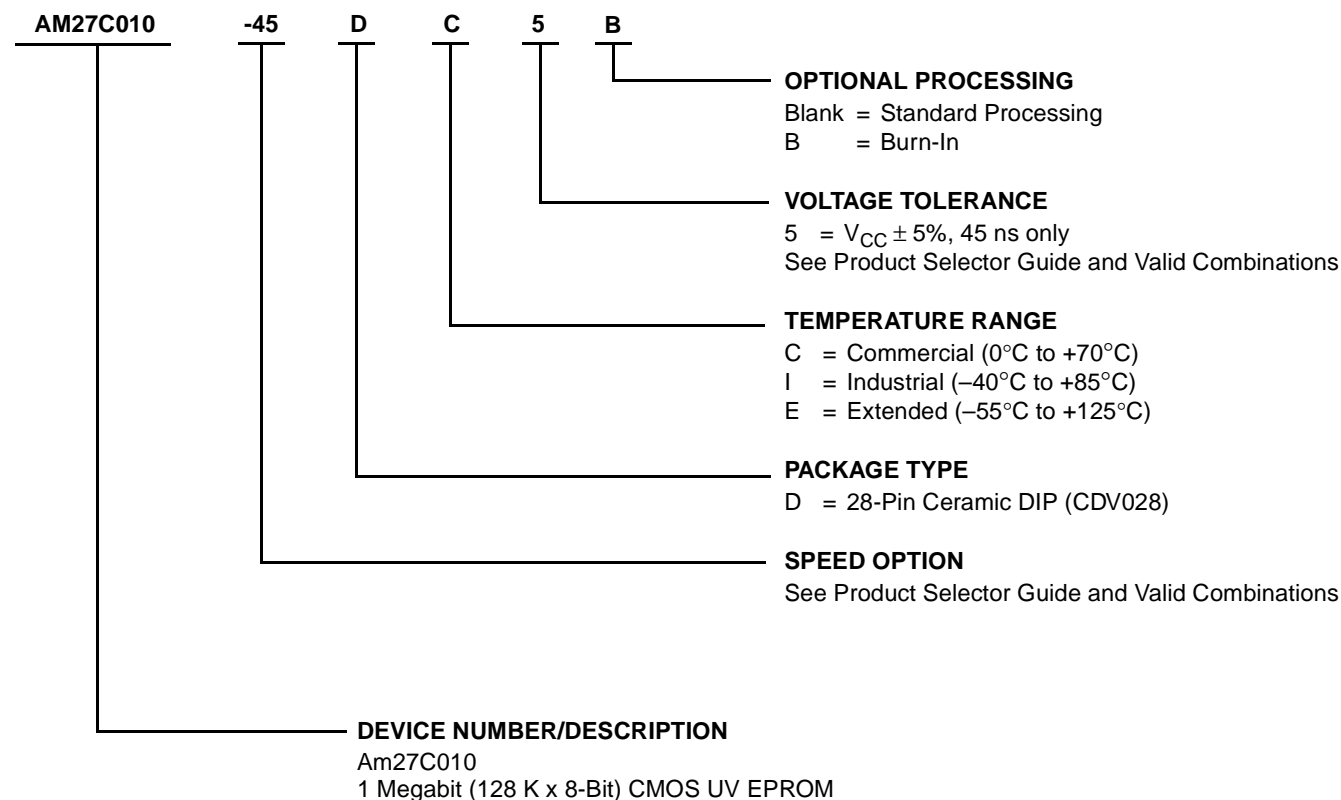 AM27C010 -45 D C 5 B
OPTIONAL PROCESSING
Blank = Standard Processing
B = Burn-In
VOLTAGE TOLERANCE
5 = VCC ± 5%, 45 ns only
See Product Selector Guide and Valid Combinations
TEMPERATURE RANGE
C = Commercial (0°C to +70°C)
I = Industrial (–40°C to +85°C)
E = Extended (–55°C to +125°C)
PACKAGE TYPE
D = 28-Pin Ceramic DIP (CDV028)
SPEED OPTION
See Product Selector Guide and Valid Combinations
DEVICE NUMBER/DESCRIPTION
Am27C010
1 Megabit (128 K x 8-Bit) CMOS UV EPROM